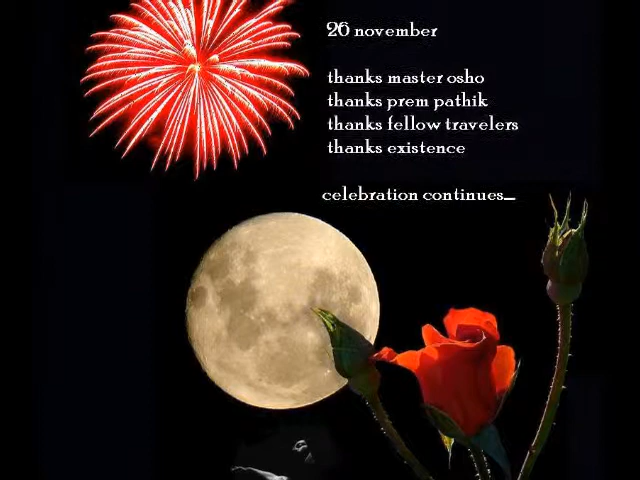 26 november
thanks master osho
thanks prem pathik
thanks fellow travelers
thanks existence
celebration continues...